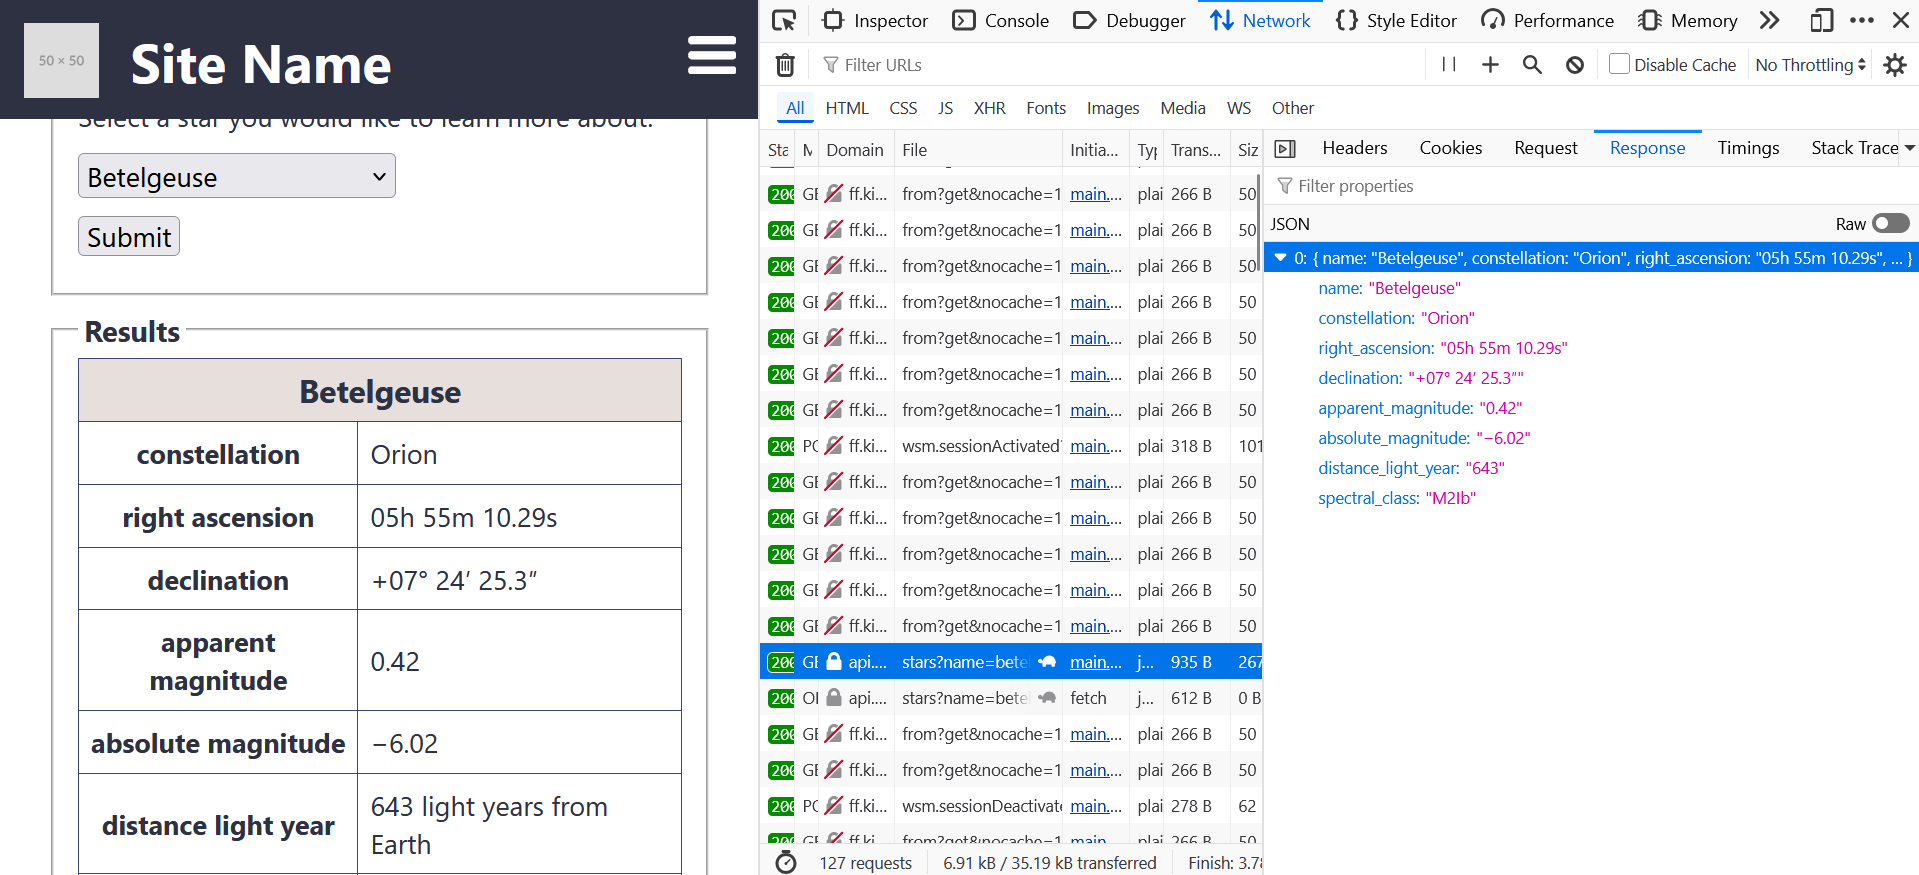 50 × 50
Site Name
Select a star you would like to learn more about.
Betelgeuse
Submit
Results
Betelgeuse
constellation Orion
right ascension 05h 55m 10.29s
declination +07° 24′ 25.3″
apparent magnitude 0.42
absolute magnitude −6.02
distance light year 643 light years from Earth
Inspector Console Debugger Network Style Editor Performance Memory
Filter URLs
Disable Cache No Throttling
All HTML CSS JS XHR Fonts Images Media WS Other
Sta M Domain File Initia... Typ Trans... Siz
200 GE ff.ki... from?get&nocache=1 main.... plai 266 B 50
200 GE ff.ki... from?get&nocache=1 main.... plai 266 B 50
200 GE ff.ki... from?get&nocache=1 main.... plai 266 B 50
200 GE ff.ki... from?get&nocache=1 main.... plai 266 B 50
200 GE ff.ki... from?get&nocache=1 main.... plai 266 B 50
200 GE ff.ki... from?get&nocache=1 main.... plai 266 B 50
200 GE ff.ki... from?get&nocache=1 main.... plai 266 B 50
200 PO ff.ki... wsm.sessionActivated main.... plai 318 B 101
200 GE ff.ki... from?get&nocache=1 main.... plai 266 B 50
200 GE ff.ki... from?get&nocache=1 main.... plai 266 B 50
200 GE ff.ki... from?get&nocache=1 main.... plai 266 B 50
200 GE ff.ki... from?get&nocache=1 main.... plai 266 B 50
200 GE ff.ki... from?get&nocache=1 main.... plai 266 B 50
200 GE api.... stars?name=betel main.... j... 935 B 267
200 OP api.... stars?name=betel fetch j... 612 B 0 B
200 GE ff.ki... from?get&nocache=1 main.... plai 266 B 50
200 GE ff.ki... from?get&nocache=1 main.... plai 266 B 50
200 PO ff.ki... wsm.sessionDeactivate main.... plai 278 B 62
200 GE ff.ki... from?get&nocache=1 main.... plai 266 B 50
127 requests 6.91 kB / 35.19 kB transferred Finish: 3.78
Headers Cookies Request Response Timings Stack Trace
Filter properties
JSON Raw
0: { name: "Betelgeuse", constellation: "Orion", right_ascension: "05h 55m 10.29s", ... }
name: "Betelgeuse"
constellation: "Orion"
right_ascension: "05h 55m 10.29s"
declination: "+07° 24′ 25.3″"
apparent_magnitude: "0.42"
absolute_magnitude: "−6.02"
distance_light_year: "643"
spectral_class: "M2Ib"